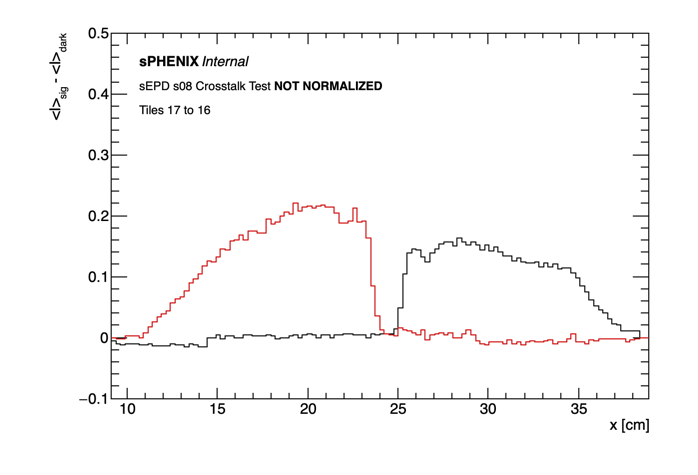 0.5
<|>sig - <|>dark
sPHENIX Internal
sEPD s08 Crosstalk Test NOT NORMALIZED
0.4
Tiles 17 to 16
0.3
0.2
0.1
0
−0.1
10 15 20 25 30 35
x [cm]